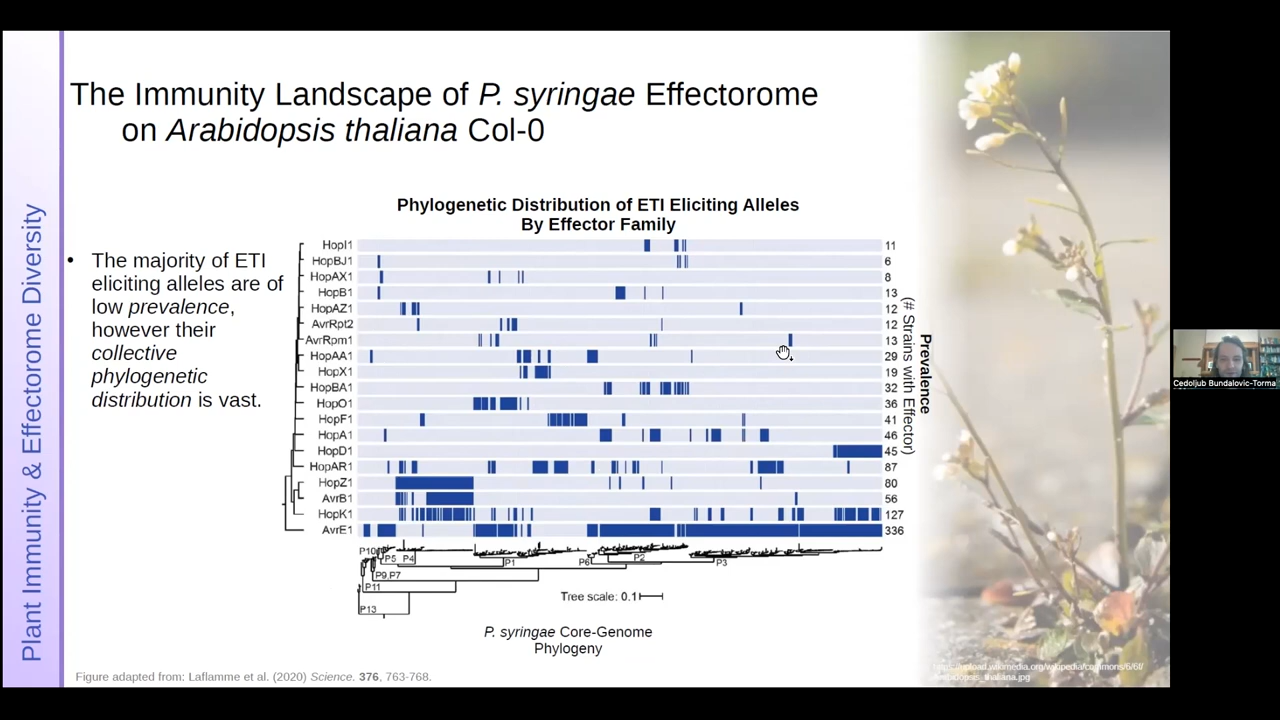 The Immunity Landscape of P. syringae Effectorome
on Arabidopsis thaliana Col-0
Plant Immunity & Effectorome Diversity
• The majority of ETI
eliciting alleles are of
low prevalence,
however their
collective
phylogenetic
distribution is vast.
Phylogenetic Distribution of ETI Eliciting Alleles
By Effector Family
HopI1 11
HopBJ1 6
HopAX1 8
HopB1 13
HopAZ1 12
AvrRpt2 12
AvrRpm1 13
HopAA1 29
HopX1 19
HopBA1 32
HopO1 36
HopF1 41
HopA1 46
HopD1 45
HopAR1 87
HopZ1 80
AvrB1 56
HopK1 127
AvrE1 336
Prevalence
(# Strains with Effector)
P5 P4
P1
P6
P2
P3
P9,P7
P11
P13
Tree scale: 0.1
P. syringae Core-Genome
Phylogeny
Figure adapted from: Laflamme et al. (2020) Science. 376, 763-768.
Cedoljub Bundalovic-Torma